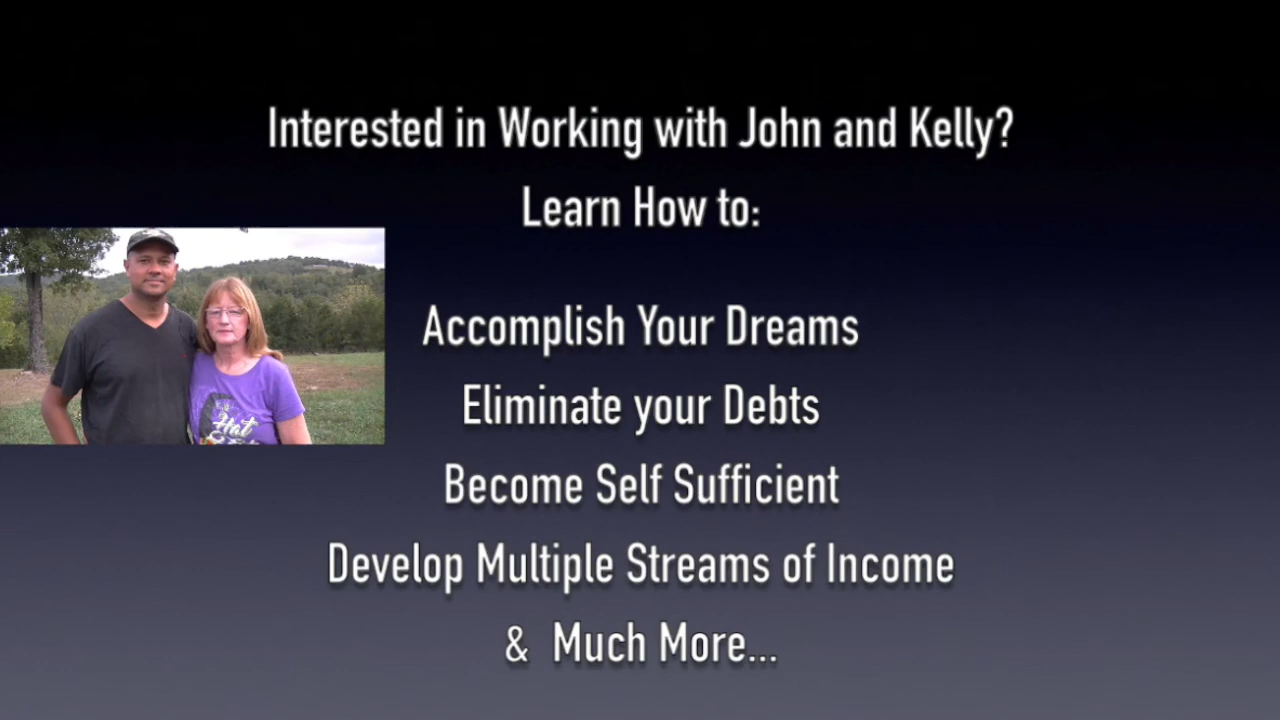 Interested in Working with John and Kelly?
Learn How to:
Accomplish Your Dreams
Eliminate your Debts
Become Self Sufficient
Develop Multiple Streams of Income
& Much More...
Hot